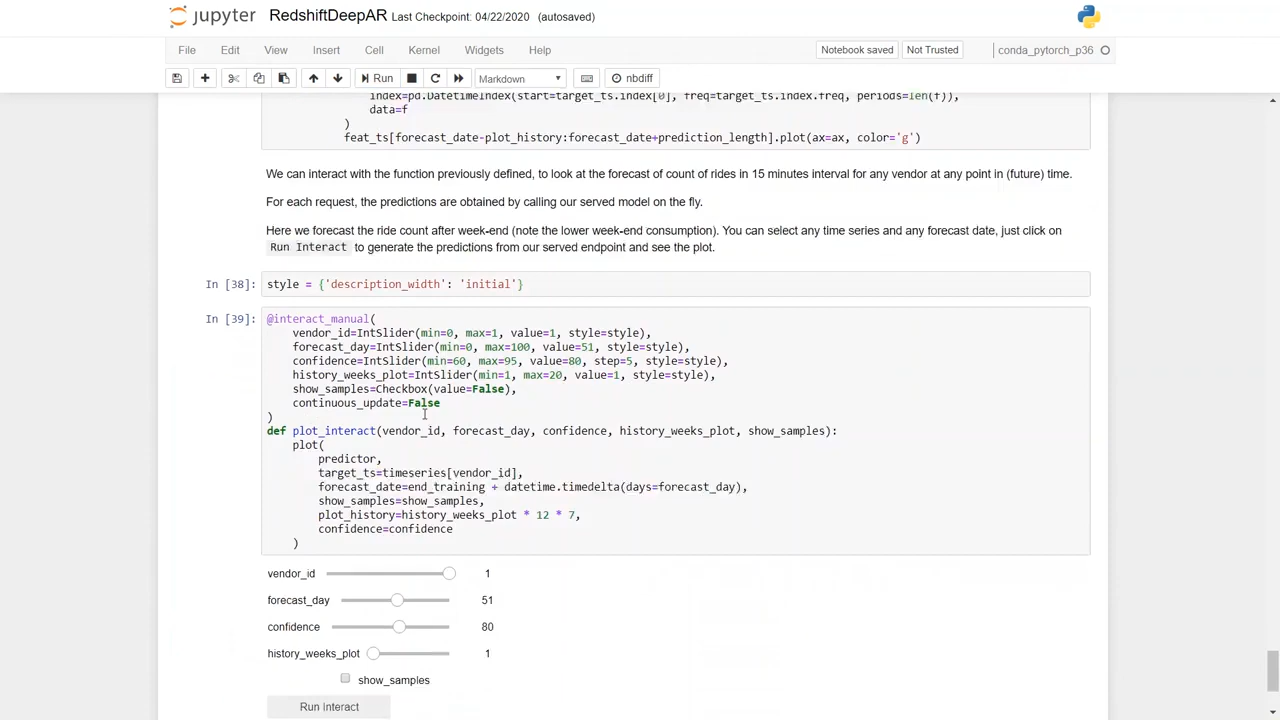 jupyter RedshiftDeepAR Last Checkpoint: 04/22/2020 (autosaved)
File Edit View Insert Cell Kernel Widgets Help Notebook saved Not Trusted conda_pytorch_p36
Run Markdown nbdiff
index=pd.DatetimeIndex(start=target_ts.index[0], freq=target_ts.index.freq, periods=len(f)),
data=f
)
feat_ts[forecast_date-plot_history:forecast_date+prediction_length].plot(ax=ax, color='g')
We can interact with the function previously defined, to look at the forecast of count of rides in 15 minutes interval for any vendor at any point in (future) time.
For each request, the predictions are obtained by calling our served model on the fly.
Here we forecast the ride count after week-end (note the lower week-end consumption). You can select any time series and any forecast date, just click on
Run Interact to generate the predictions from our served endpoint and see the plot.
In [38]: style = {'description_width': 'initial'}
In [39]: @interact_manual(
vendor_id=IntSlider(min=0, max=1, value=1, style=style),
forecast_day=IntSlider(min=0, max=100, value=51, style=style),
confidence=IntSlider(min=60, max=95, value=80, step=5, style=style),
history_weeks_plot=IntSlider(min=1, max=20, value=1, style=style),
show_samples=Checkbox(value=False),
continuous_update=False
)
def plot_interact(vendor_id, forecast_day, confidence, history_weeks_plot, show_samples):
plot(
predictor,
target_ts=timeseries[vendor_id],
forecast_date=end_training + datetime.timedelta(days=forecast_day),
show_samples=show_samples,
plot_history=history_weeks_plot * 12 * 7,
confidence=confidence
)
vendor_id 1
forecast_day 51
confidence 80
history_weeks_plot 1
show_samples
Run Interact